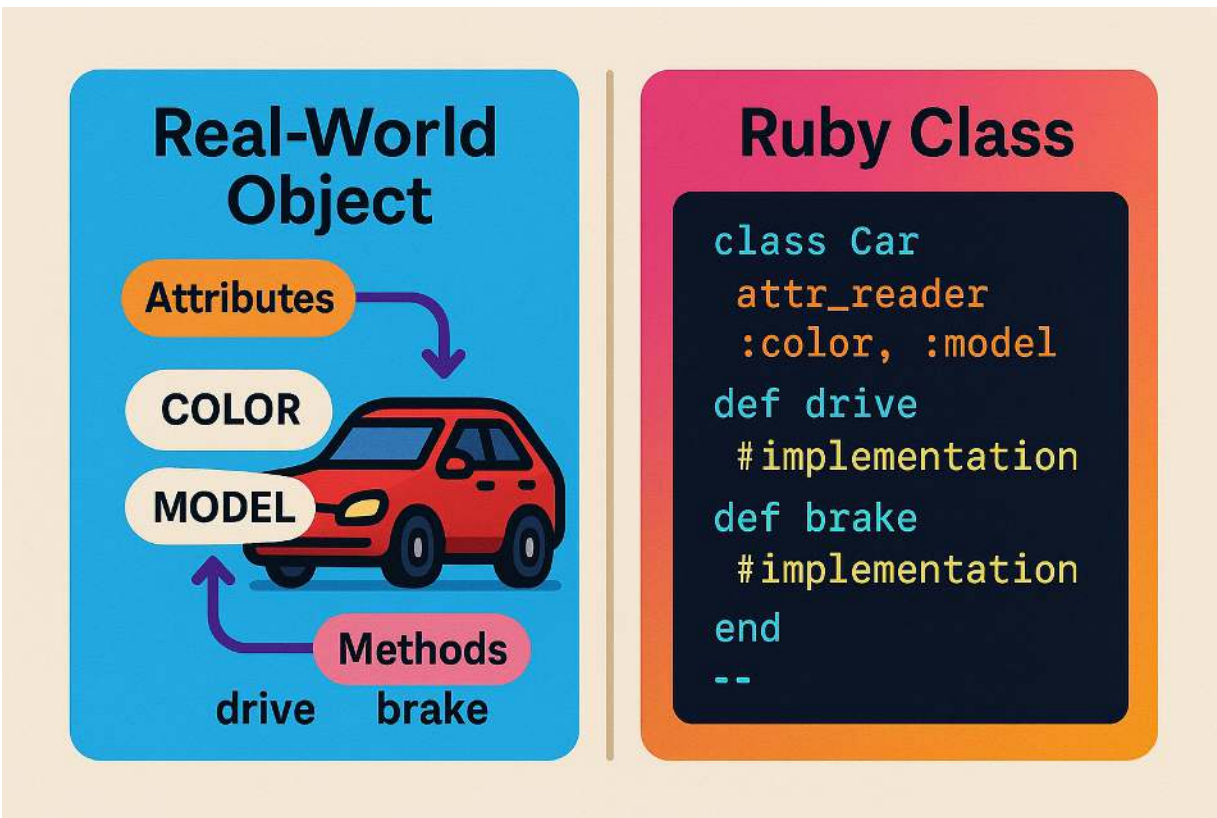 Real-World
Object
Attributes
COLOR
MODEL
Methods
drive brake
Ruby Class
class Car
attr_reader
:color, :model
def drive
#implementation
def brake
#implementation
end
--